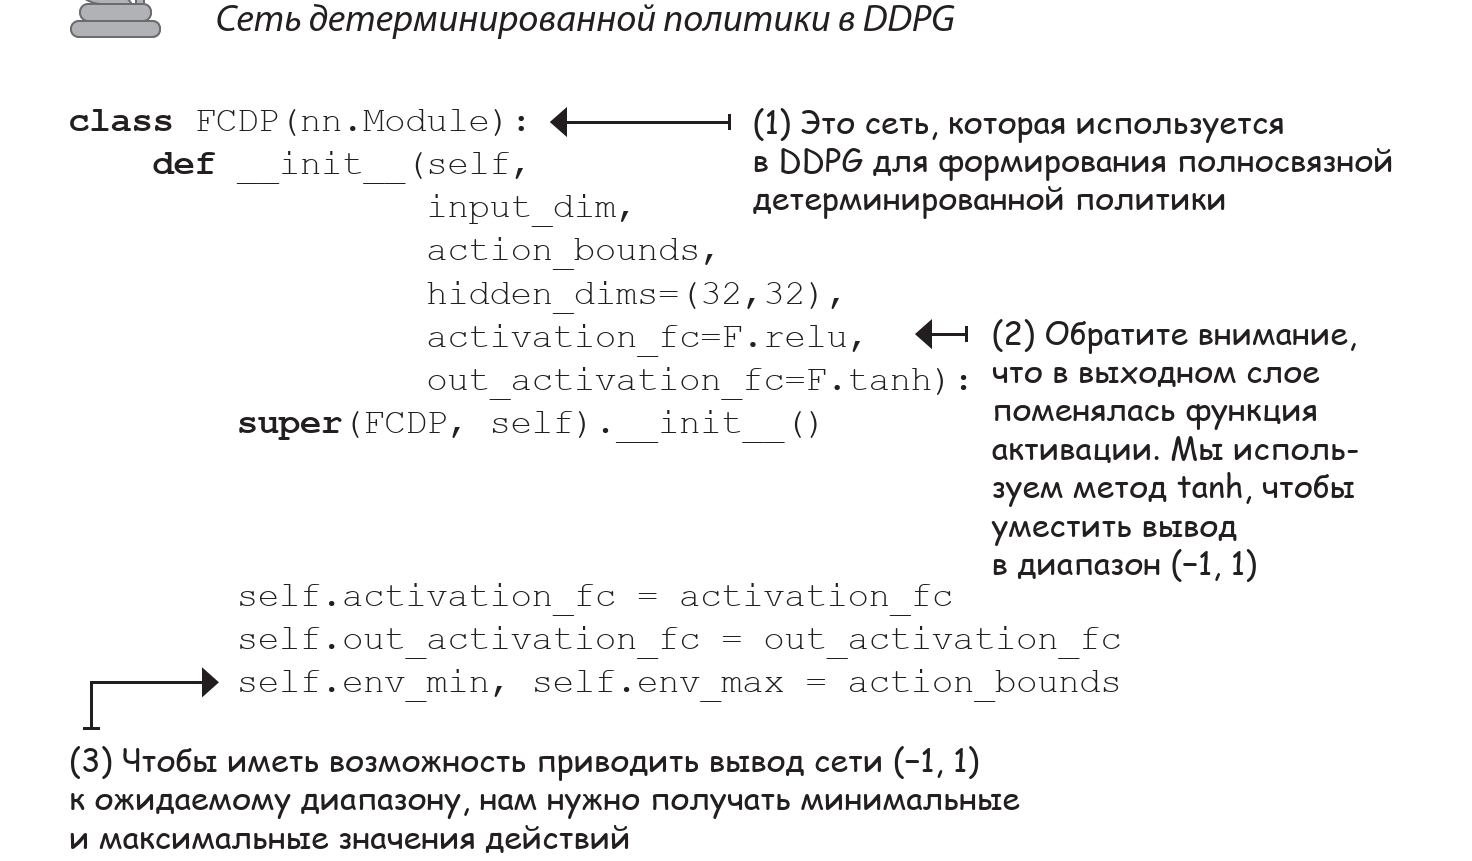 Сеть детерминированной политики в DDPG
class FCDP(nn.Module):
(1) Это сеть, которая используется
в DDPG для формирования полносвязной
детерминированной политики
def __init__(self,
input_dim,
action_bounds,
hidden_dims=(32,32),
activation_fc=F.relu,
out_activation_fc=F.tanh):
(2) Обратите внимание,
что в выходном слое
поменялась функция
активации. Мы исполь-
зуем метод tanh, чтобы
уместить вывод
в диапазон (−1, 1)
super(FCDP, self).__init__()
self.activation_fc = activation_fc
self.out_activation_fc = out_activation_fc
self.env_min, self.env_max = action_bounds
(3) Чтобы иметь возможность приводить вывод сети (−1, 1)
к ожидаемому диапазону, нам нужно получать минимальные
и максимальные значения действий